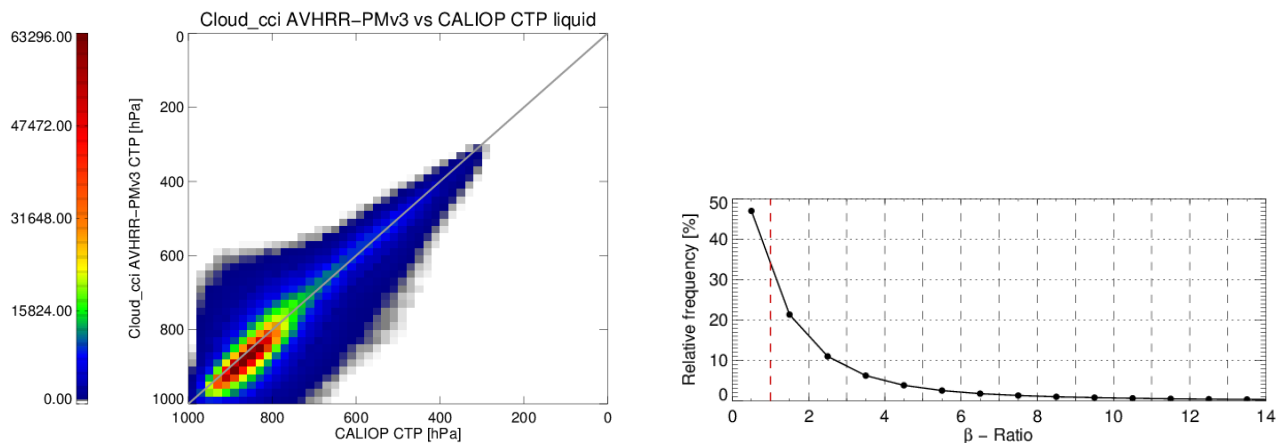 Cloud_cci AVHRR−PMv3 vs CALIOP CTP liquid
63296.00
47472.00
31648.00
15824.00
0.00
Cloud_cci AVHRR−PMv3 CTP [hPa]
0
200
400
600
800
1000
1000 800 600 400 200 0
CALIOP CTP [hPa]
Relative frequency [%]
50
40
30
20
10
0
0 2 4 6 8 10 12 14
β − Ratio